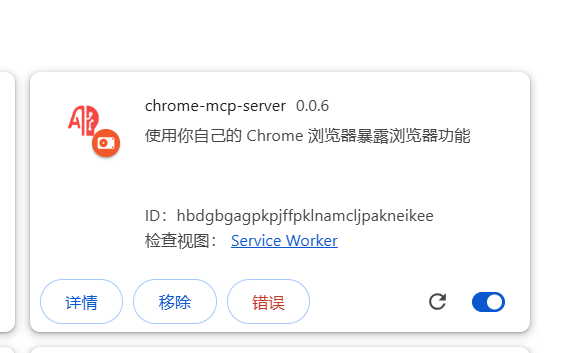 chrome-mcp-server 0.0.6
使用你自己的 Chrome 浏览器暴露浏览器功能
ID：hbdgbgagpkpjffpklnamcljpakneikee
检查视图： Service Worker
详情 移除 错误